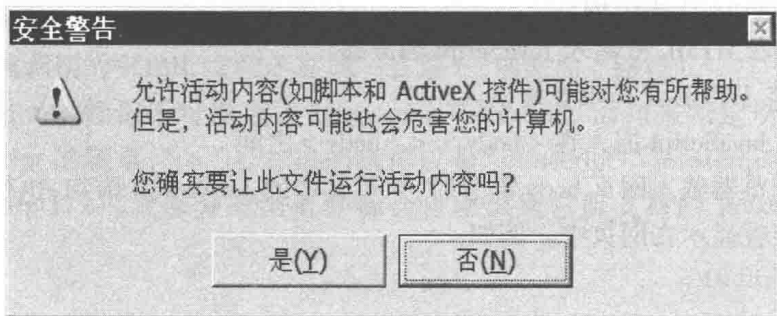 安全警告
允许活动内容(如脚本和 ActiveX 控件)可能对您有所帮助。
但是，活动内容可能也会危害您的计算机。
您确实要让此文件运行活动内容吗?
是(Y)
否(N)